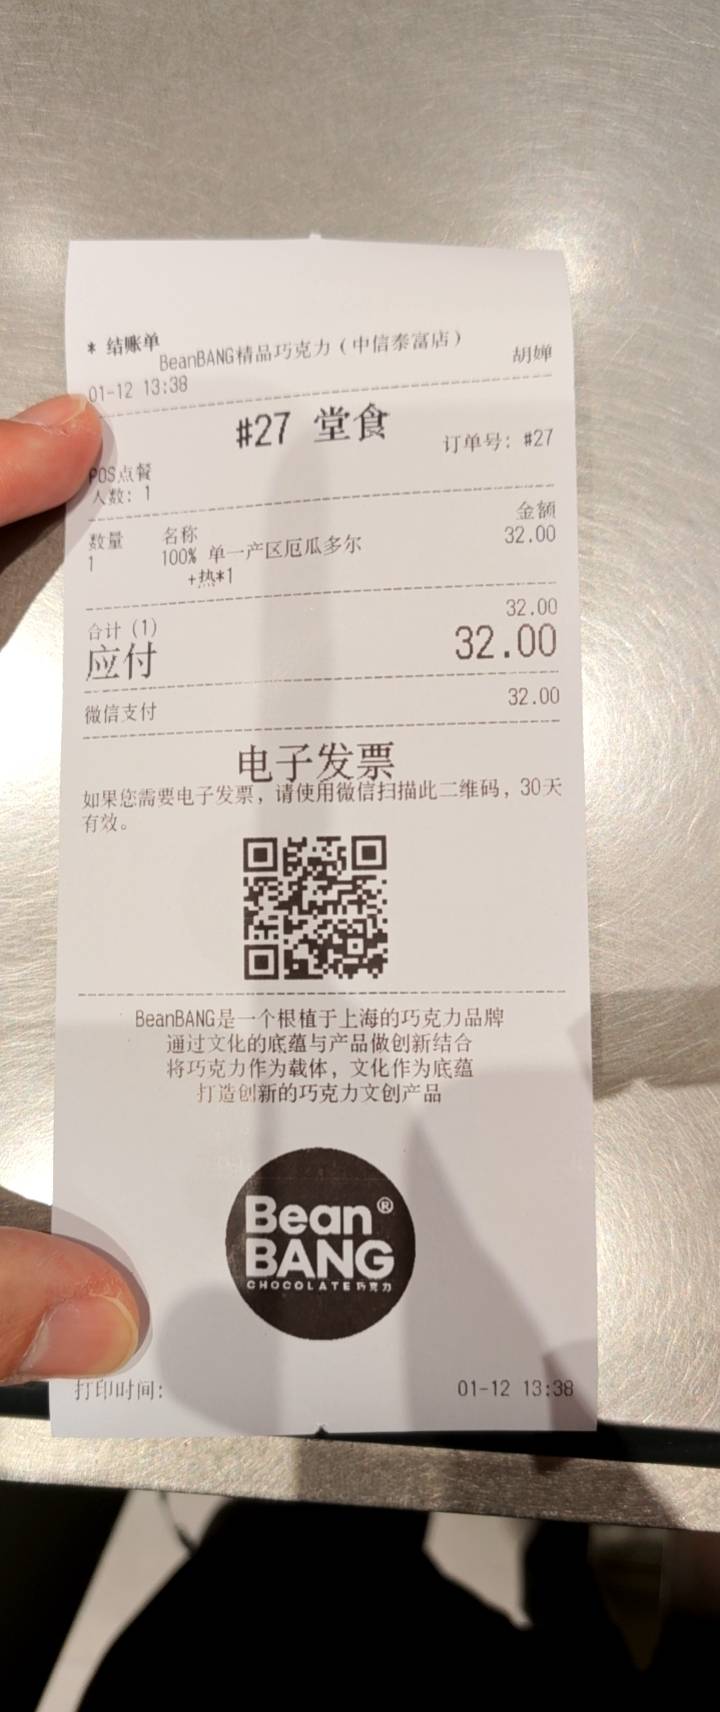 * 结账单
BeanBANG精品巧克力（中信泰富店）
01-12 13:38
胡婵
#27 堂食
订单号: #27
POS点餐
人数: 1
数量 名称 金额
1 100% 单一产区厄瓜多尔 32.00
+热*1
合计 (1) 32.00
应付 32.00
微信支付 32.00
电子发票
如果您需要电子发票，请使用微信扫描此二维码，30天
有效。
BeanBANG是一个根植于上海的巧克力品牌
通过文化的底蕴与产品做创新结合
将巧克力作为载体，文化作为底蕴
打造创新的巧克力文创产品
Bean®
BANG
CHOCOLATE 巧克力
打印时间: 01-12 13:38